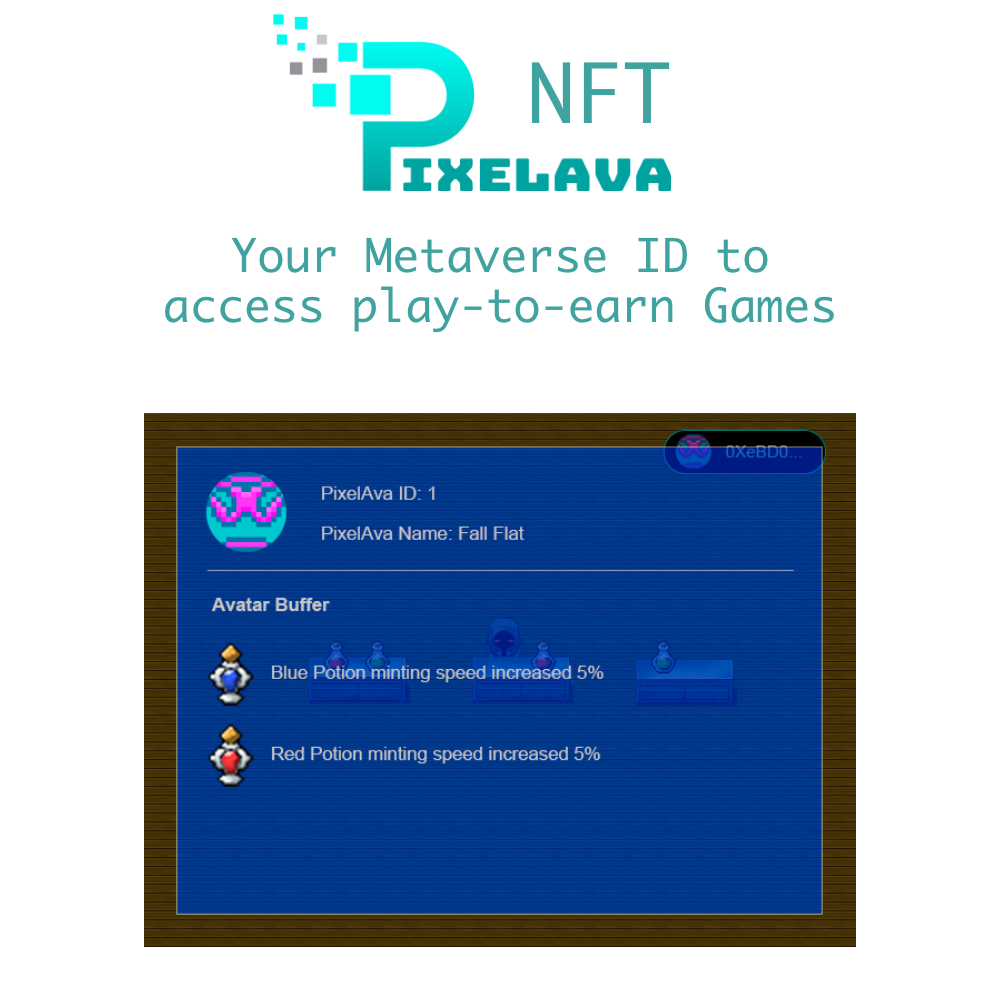 NFT
PIXELAVA
Your Metaverse ID to
access play-to-earn Games
0XeBD0...
PixelAva ID: 1
PixelAva Name: Fall Flat
Avatar Buffer
Blue Potion minting speed increased 5%
Red Potion minting speed increased 5%